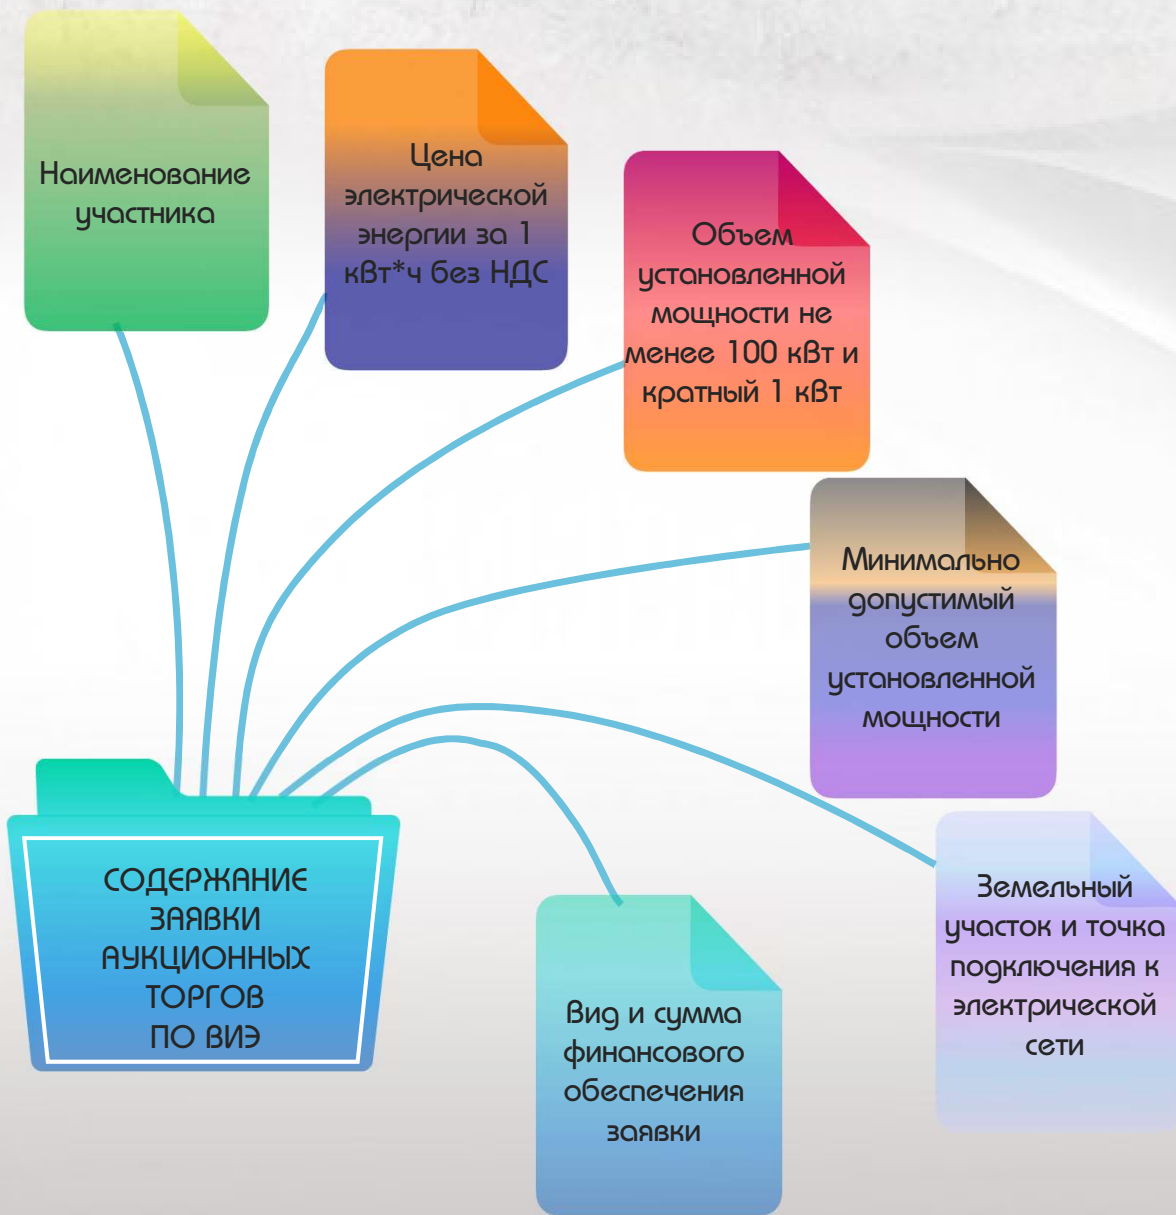 Наименование
участника
Цена
электрической
энергии за 1
кВт*ч без НДС
Объем
установленной
мощности не
менее 100 кВт и
кратный 1 кВт
Минимально
допустимый
объем
установленной
мощности
Земельный
участок и точка
подключения к
электрической
сети
Вид и сумма
финансового
обеспечения
заявки
СОДЕРЖАНИЕ
ЗАЯВКИ
АУКЦИОННЫХ
ТОРГОВ
ПО ВИЭ